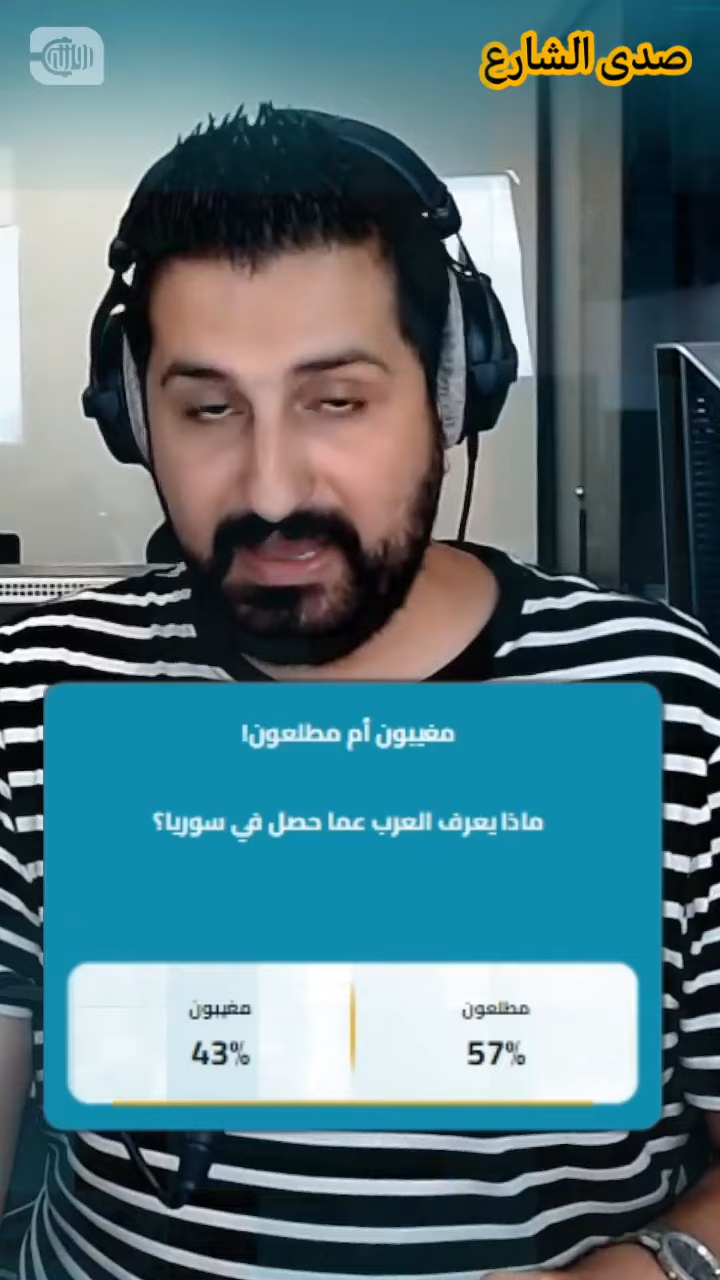 صدى الشارع
مغيبون أم مطلعون!
ماذا يعرف العرب عما حصل في سوريا؟
مطلعون مغيبون
57% 43%